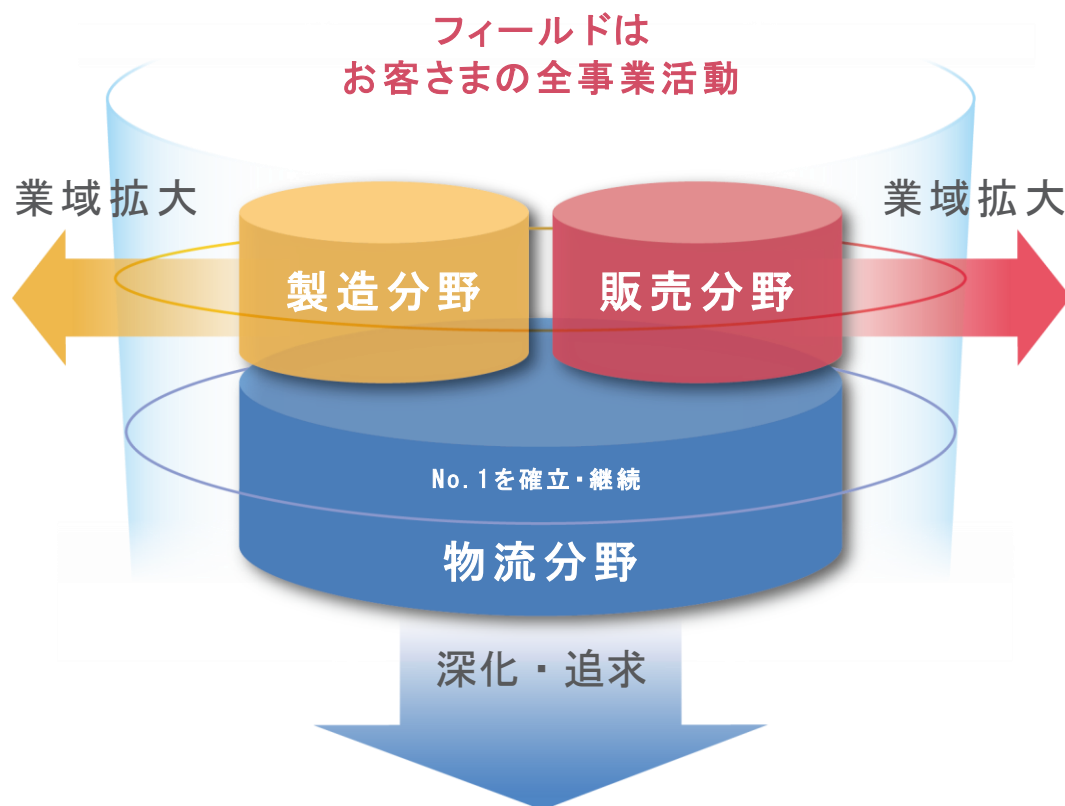 フィールドは
お客さまの全事業活動
業域拡大
業域拡大
製造分野
販売分野
No.1を確立・継続
物流分野
深化・追求